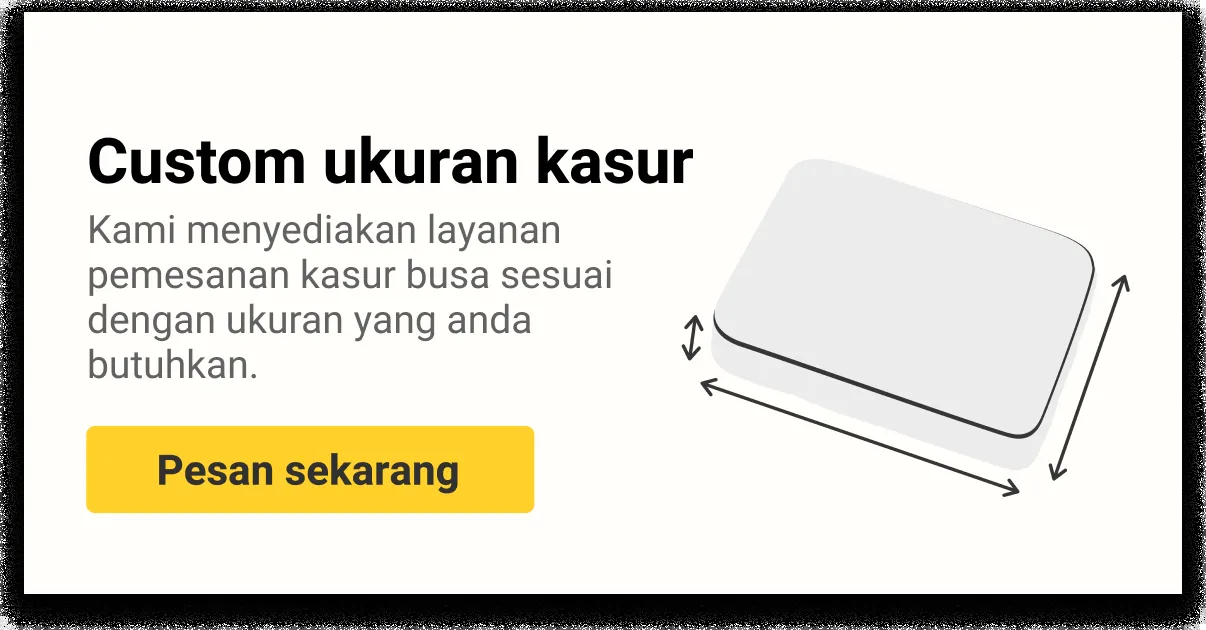 Custom ukuran kasur
Kami menyediakan layanan
pemesanan kasur busa sesuai
dengan ukuran yang anda
butuhkan.
Pesan sekarang